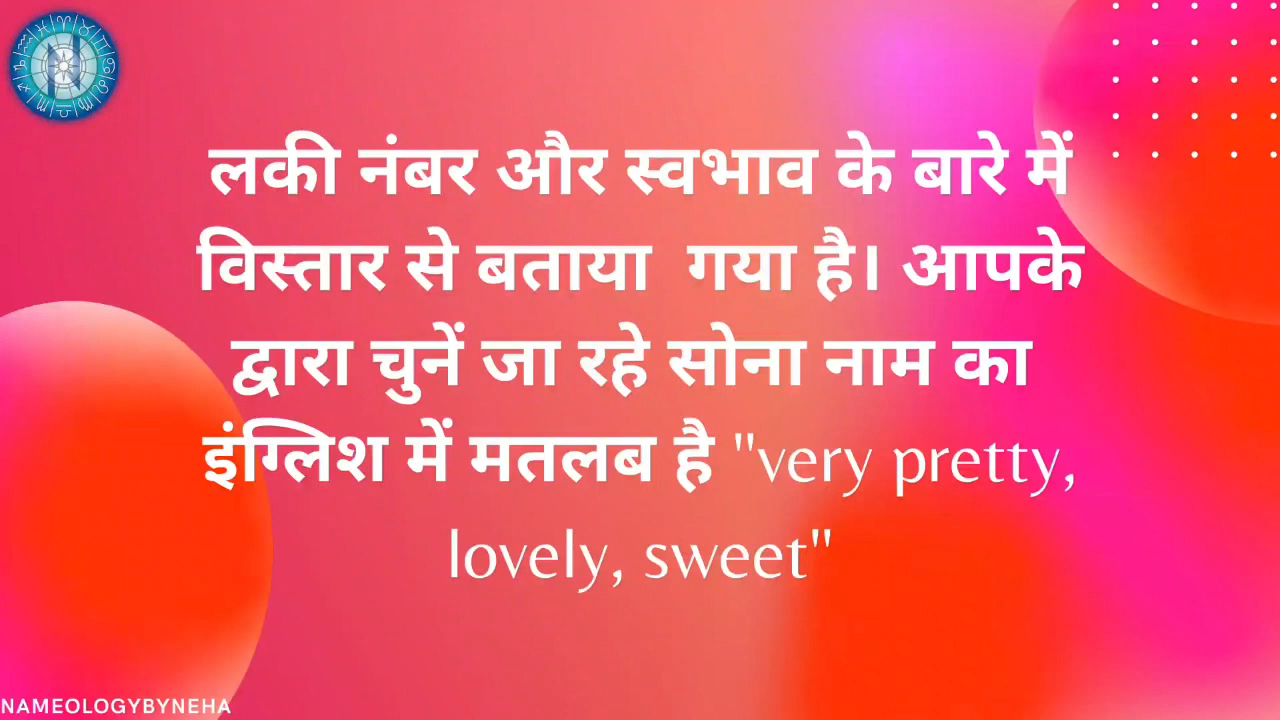 लकी नंबर और स्वभाव के बारे में
विस्तार से बताया गया है। आपके
द्वारा चुनें जा रहे सोना नाम का
इंग्लिश में मतलब है "very pretty,
lovely, sweet"
NAMEOLOGYBYNEHA